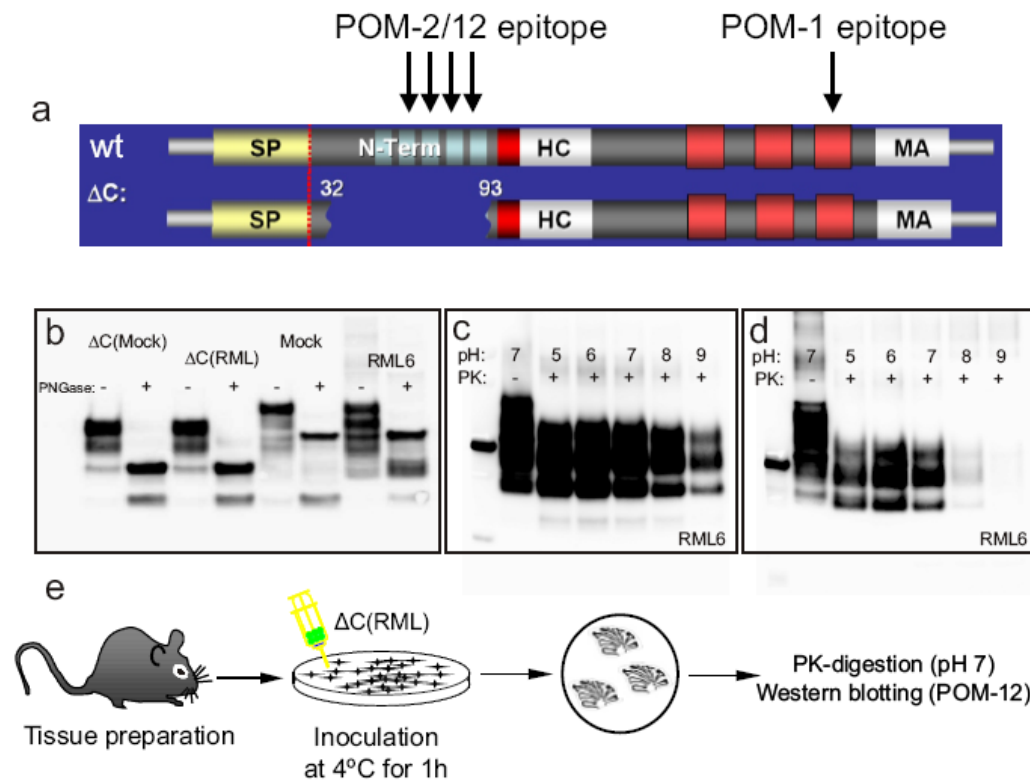 POM-2/12 epitope POM-1 epitope
a
wt SP N-Term HC MA
ΔC: 32 93
SP HC MA
b
ΔC(Mock) ΔC(RML) Mock RML6
PNGase: - + - + - + - +
c
pH: 7 5 6 7 8 9
PK: - + + + + +
RML6
d
pH: 7 5 6 7 8 9
PK: - + + + + +
RML6
e
ΔC(RML)
PK-digestion (pH 7)
Western blotting (POM-12)
Tissue preparation
Inoculation
at 4ºC for 1h